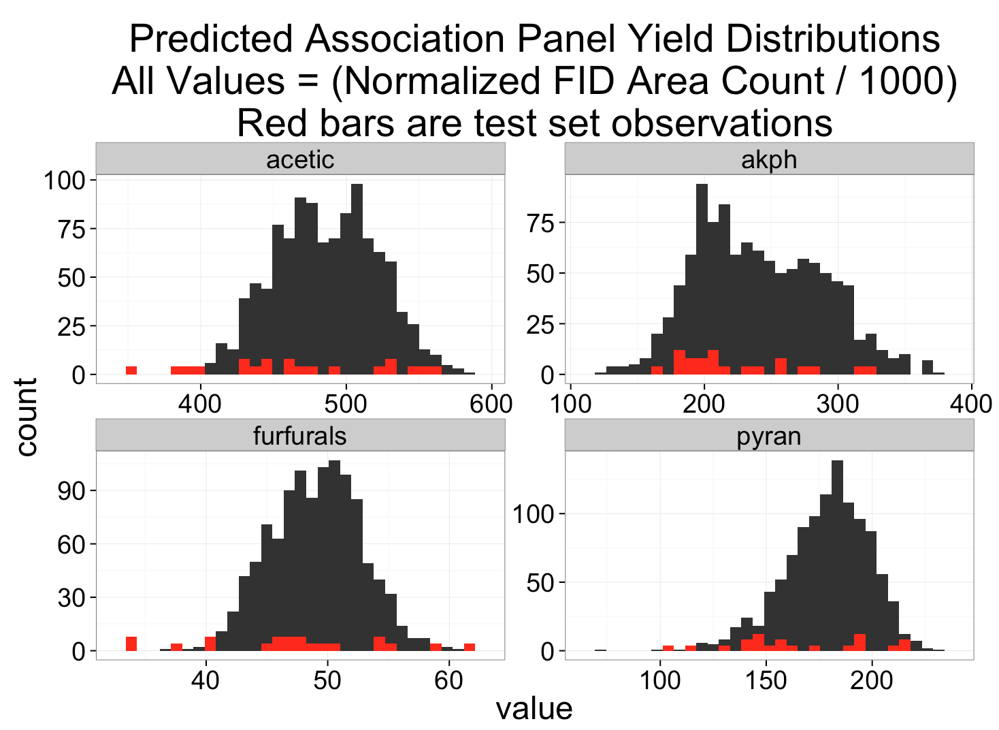 Predicted Association Panel Yield Distributions
All Values = (Normalized FID Area Count / 1000)
Red bars are test set observations
acetic
100
75
50
25
0
400 500 600
akph
75
50
25
0
100 200 300 400
count
furfurals
90
60
30
0
40 50 60
pyran
100
50
0
100 150 200
value